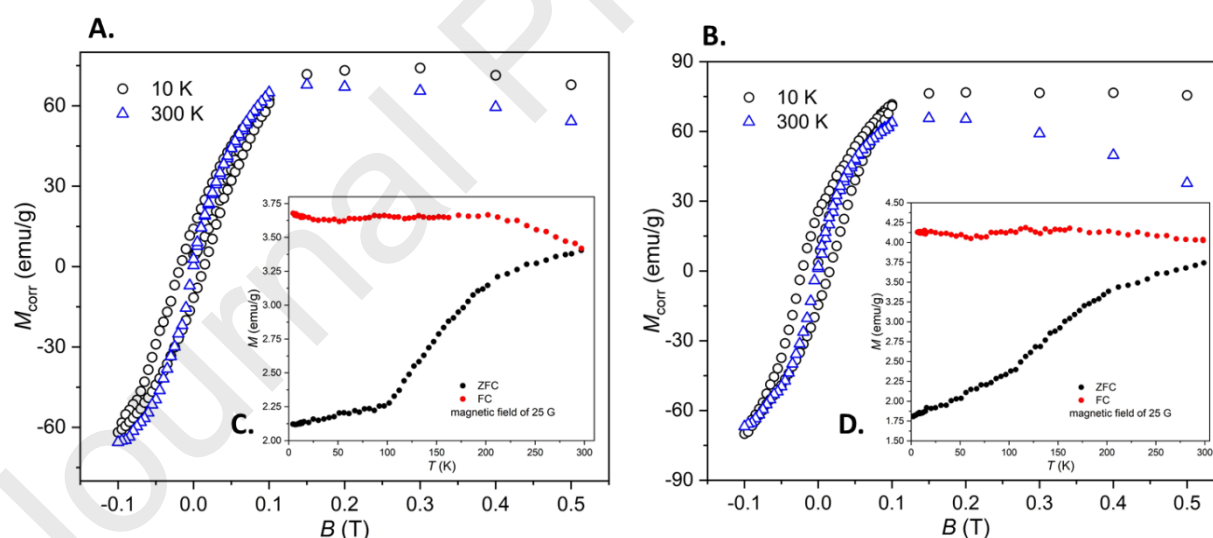 A.
10 K
300 K
M_corr (emu/g)
60
30
0
-30
-60
-0.1
0.0
0.1
0.2
0.3
0.4
0.5
B (T)
C.
3.75
3.50
3.25
3.00
2.75
2.50
2.25
2.00
M (emu/g)
ZFC
FC
magnetic field of 25 G
0
50
100
150
200
250
300
T (K)
B.
10 K
300 K
M_corr (emu/g)
90
60
30
0
-30
-60
-90
-0.1
0.0
0.1
0.2
0.3
0.4
0.5
B (T)
D.
4.50
4.25
4.00
3.75
3.50
3.25
3.00
2.75
2.50
2.25
2.00
1.75
1.50
M (emu/g)
ZFC
FC
magnetic field of 25 G
0
50
100
150
200
250
300
T (K)
Journal P